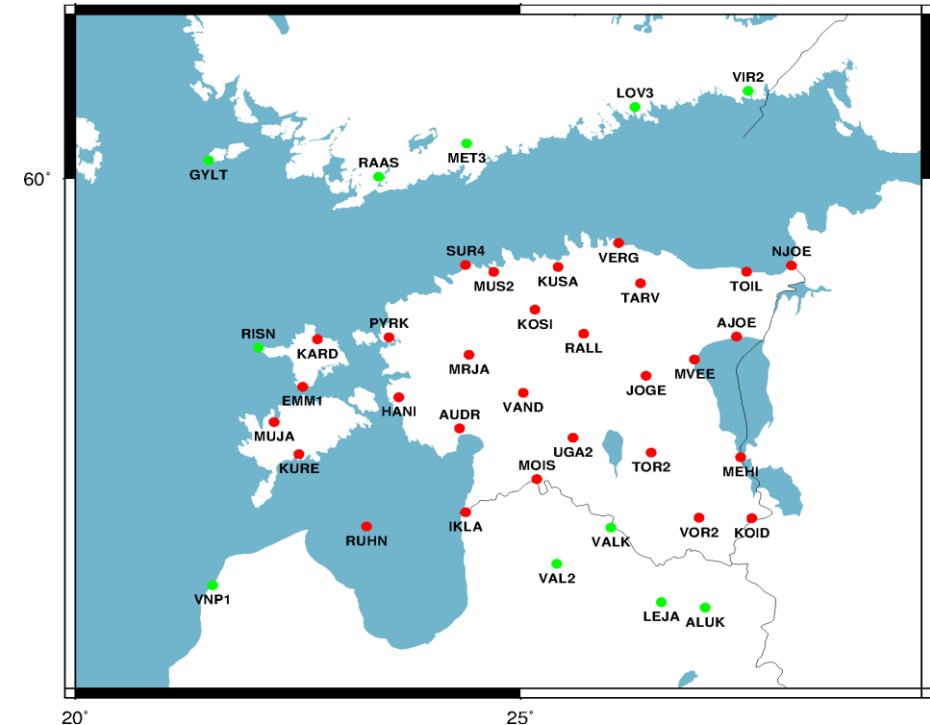 VIR2
LOV3
MET3
RAAS
GYLT
60°
SUR4
VERG
NJOE
MUS2
KUSA
TOIL
TARV
KOSI
PYRK
AJOE
RISN
RALL
KARD
MRJA
MVEE
JOGE
EMM1
VAND
HANI
AUDR
MUJA
UGA2
KURE
MOIS
TOR2
MEHI
IKLA
RUHN
VALK
VOR2
KOID
VAL2
VNP1
LEJA
ALUK
20°
25°